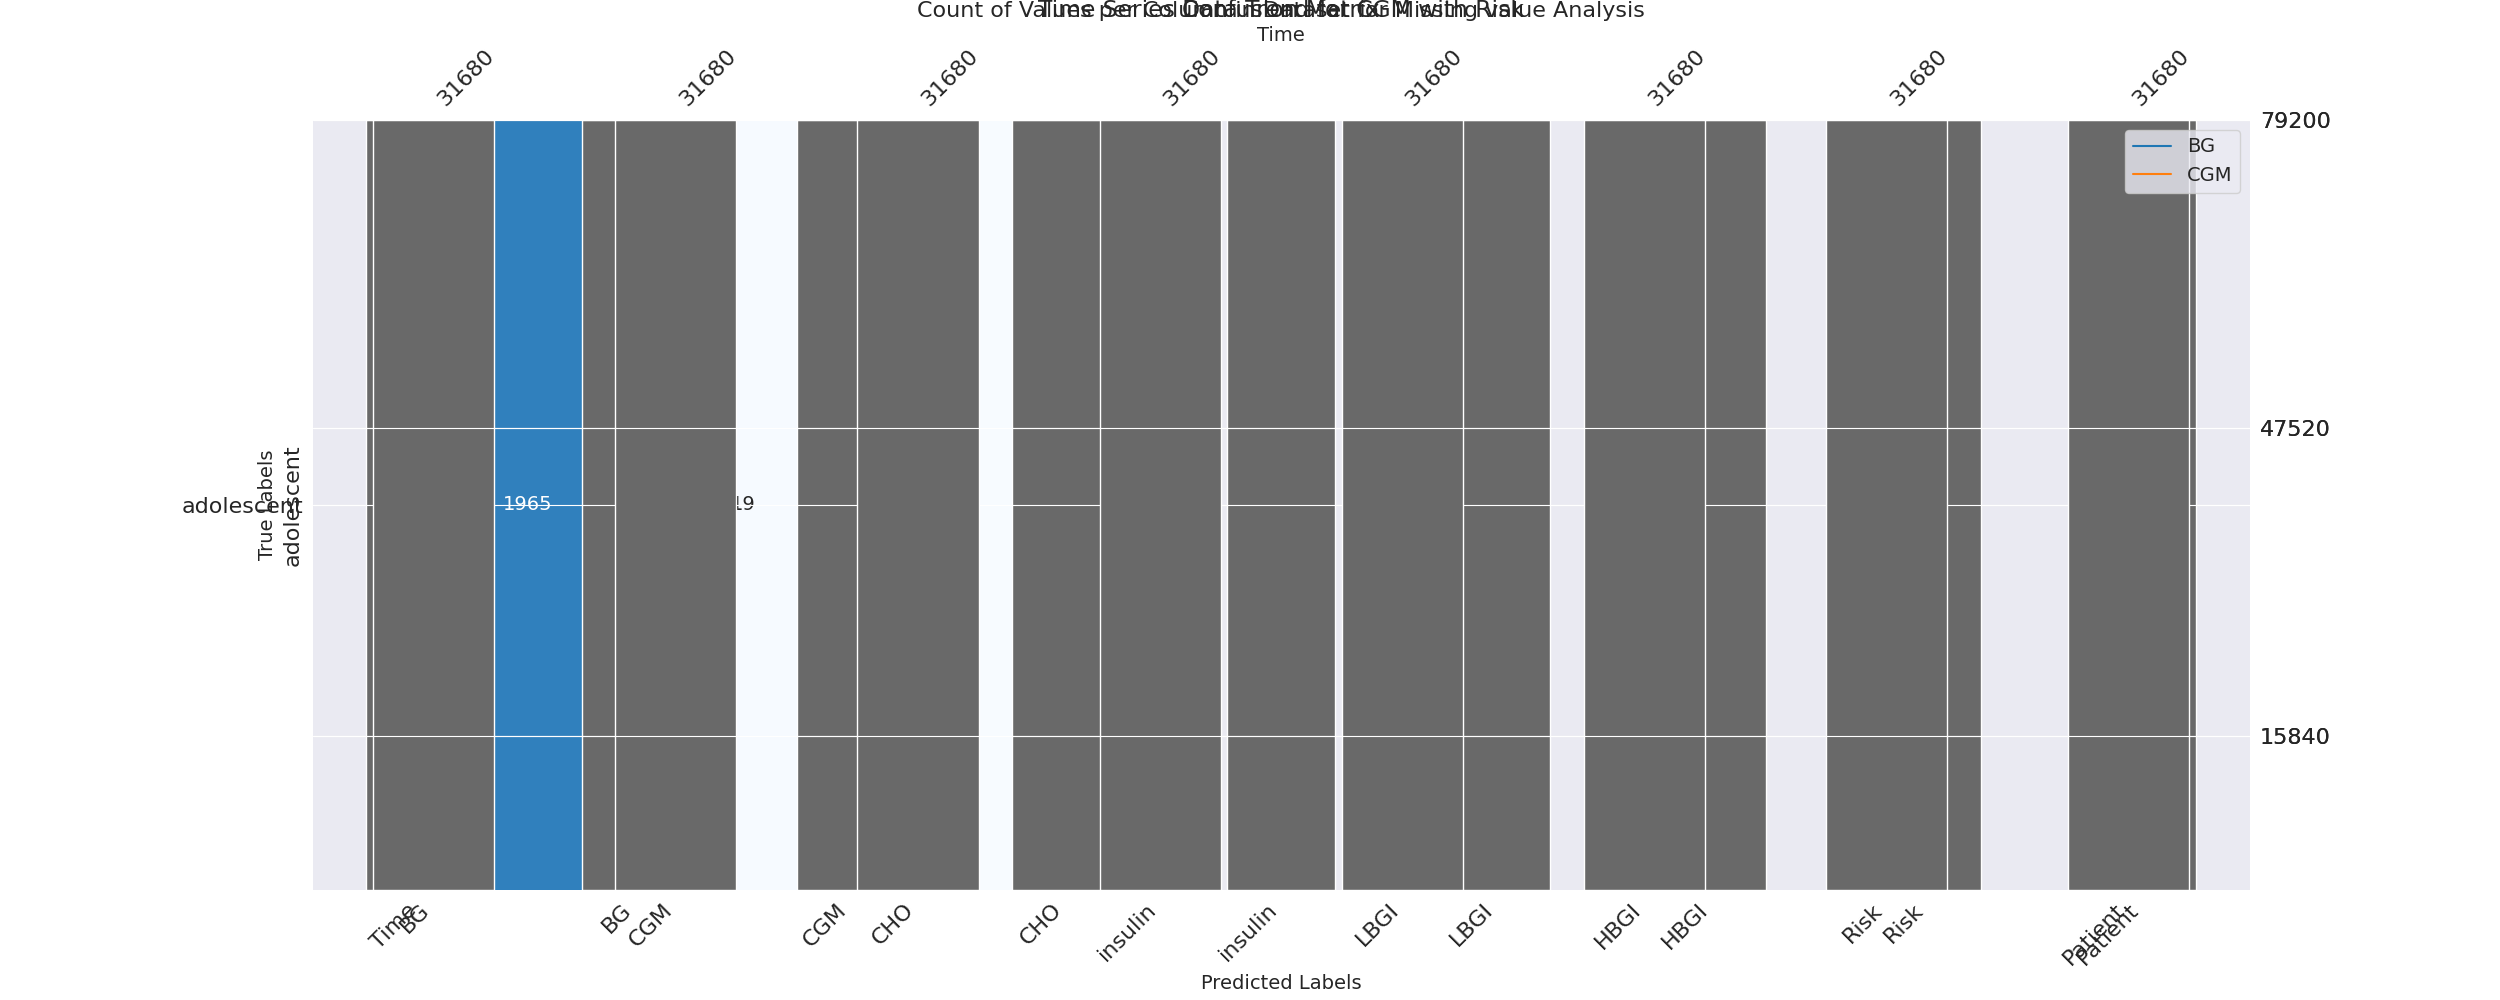 Time
31680 31680 31680 31680 31680 31680 31680 31680
79200
BG
CGM
47520
True Labels
adolescent
adolescent
1965
19
15840
Time BG BG CGM CGM CHO CHO insulin insulin LBGI LBGI HBGI HBGI Risk Risk Patient Patient
Predicted Labels